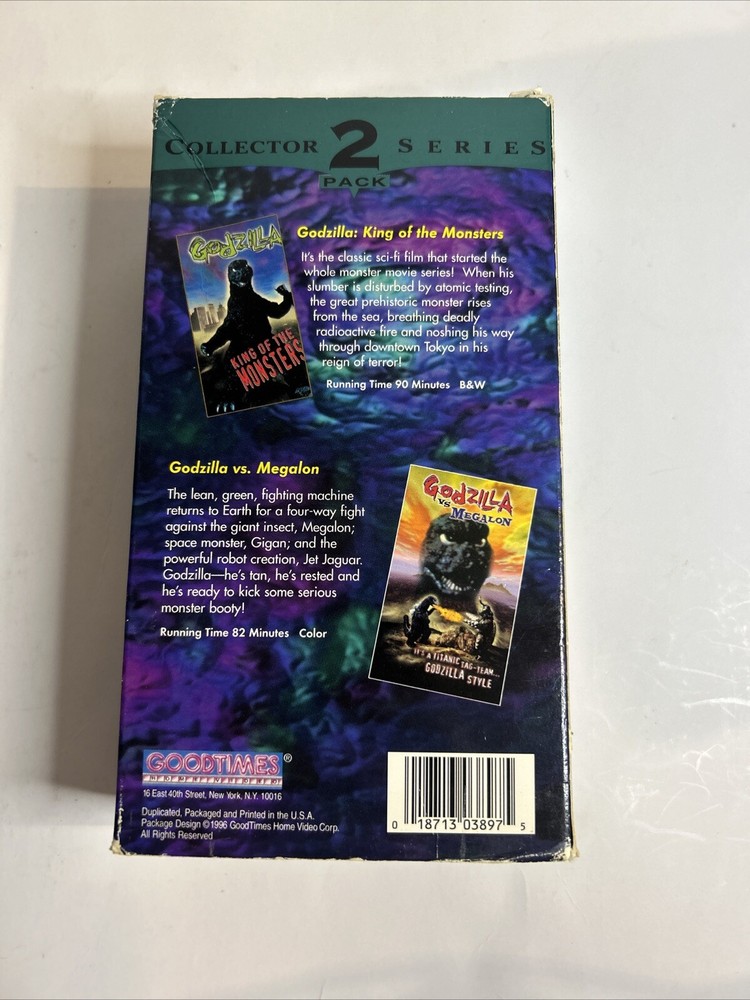 COLLECTOR 2 SERIES
PACK
GODZILLA
KING OF THE
MONSTERS
Godzilla: King of the Monsters
It's the classic sci-fi film that started the
whole monster movie series! When his
slumber is disturbed by atomic testing,
the great prehistoric monster rises
from the sea, breathing deadly
radioactive fire and noshing his way
through downtown Tokyo in his
reign of terror!
Running Time 90 Minutes B&W
Godzilla vs. Megalon
The lean, green, fighting machine
returns to Earth for a four-way fight
against the giant insect, Megalon;
space monster, Gigan; and the
powerful robot creation, Jet Jaguar.
Godzilla—he's tan, he's rested and
he's ready to kick some serious
monster booty!
Running Time 82 Minutes Color
GODZILLA
VS
MEGALON
IT'S A TITANIC TAG-TEAM...
GODZILLA STYLE
GOODTIMES®
16 East 40th Street, New York, N.Y. 10016
Duplicated, Packaged and Printed in the U.S.A.
Package Design ©1996 GoodTimes Home Video Corp.
All Rights Reserved
0 18713 03897 5